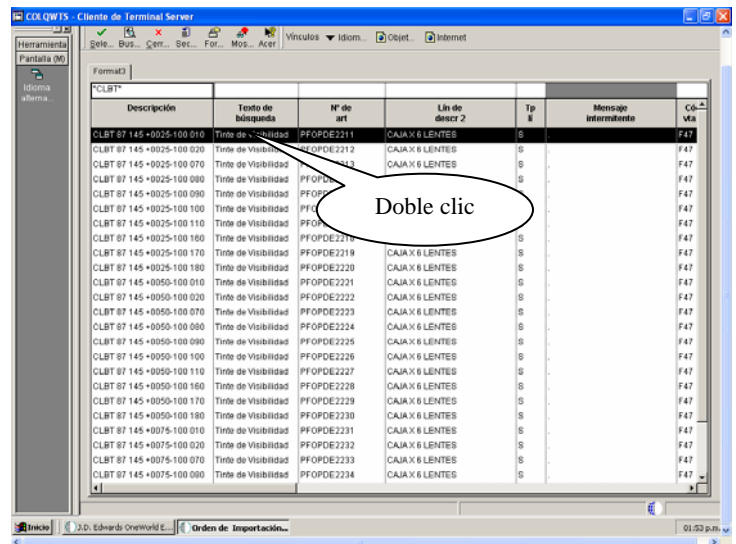 COLQWTS - Cliente de Terminal Server
Herramienta
Pantalla (M)
Idioma
alterna...
Sele... Bus... Cerr... Sec... For... Mos... Acer Vínculos Idiom... Objet... Internet
Format3
*CLBT*
Descripción Texto de búsqueda Nº de art Lín de descr 2 Tp lí Mensaje intermitente Có vta
CLBT 87 145 +0025-100 010 Tinte de Visibilidad PFOPDE2211 CAJA X 6 LENTES S . F47
CLBT 87 145 +0025-100 020 Tinte de Visibilidad PFOPDE2212 CAJA X 6 LENTES S . F47
CLBT 87 145 +0025-100 070 Tinte de Visibilidad CAJA X 6 LENTES S . F47
CLBT 87 145 +0025-100 080 Tinte de Visibilidad S . F47
CLBT 87 145 +0025-100 090 Tinte de Visibilidad S . F47
CLBT 87 145 +0025-100 100 Tinte de Visibilidad S . F47
CLBT 87 145 +0025-100 110 Tinte de Visibilidad S . F47
Doble clic
CLBT 87 145 +0025-100 160 Tinte de Visibilidad PFOPDE2218 S . F47
CLBT 87 145 +0025-100 170 Tinte de Visibilidad PFOPDE2219 CAJA X 6 LENTES S . F47
CLBT 87 145 +0025-100 180 Tinte de Visibilidad PFOPDE2220 CAJA X 6 LENTES S . F47
CLBT 87 145 +0050-100 010 Tinte de Visibilidad PFOPDE2221 CAJA X 6 LENTES S . F47
CLBT 87 145 +0050-100 020 Tinte de Visibilidad PFOPDE2222 CAJA X 6 LENTES S . F47
CLBT 87 145 +0050-100 070 Tinte de Visibilidad PFOPDE2223 CAJA X 6 LENTES S . F47
CLBT 87 145 +0050-100 080 Tinte de Visibilidad PFOPDE2224 CAJA X 6 LENTES S . F47
CLBT 87 145 +0050-100 090 Tinte de Visibilidad PFOPDE2225 CAJA X 6 LENTES S . F47
CLBT 87 145 +0050-100 100 Tinte de Visibilidad PFOPDE2226 CAJA X 6 LENTES S . F47
CLBT 87 145 +0050-100 110 Tinte de Visibilidad PFOPDE2227 CAJA X 6 LENTES S . F47
CLBT 87 145 +0050-100 160 Tinte de Visibilidad PFOPDE2228 CAJA X 6 LENTES S . F47
CLBT 87 145 +0050-100 170 Tinte de Visibilidad PFOPDE2229 CAJA X 6 LENTES S . F47
CLBT 87 145 +0050-100 180 Tinte de Visibilidad PFOPDE2230 CAJA X 6 LENTES S . F47
CLBT 87 145 +0075-100 010 Tinte de Visibilidad PFOPDE2231 CAJA X 6 LENTES S . F47
CLBT 87 145 +0075-100 020 Tinte de Visibilidad PFOPDE2232 CAJA X 6 LENTES S . F47
CLBT 87 145 +0075-100 070 Tinte de Visibilidad PFOPDE2233 CAJA X 6 LENTES S . F47
CLBT 87 145 +0075-100 080 Tinte de Visibilidad PFOPDE2234 CAJA X 6 LENTES S . F47
Inicio J.D. Edwards OneWorld E... Orden de Importación... 01:53 p.m.